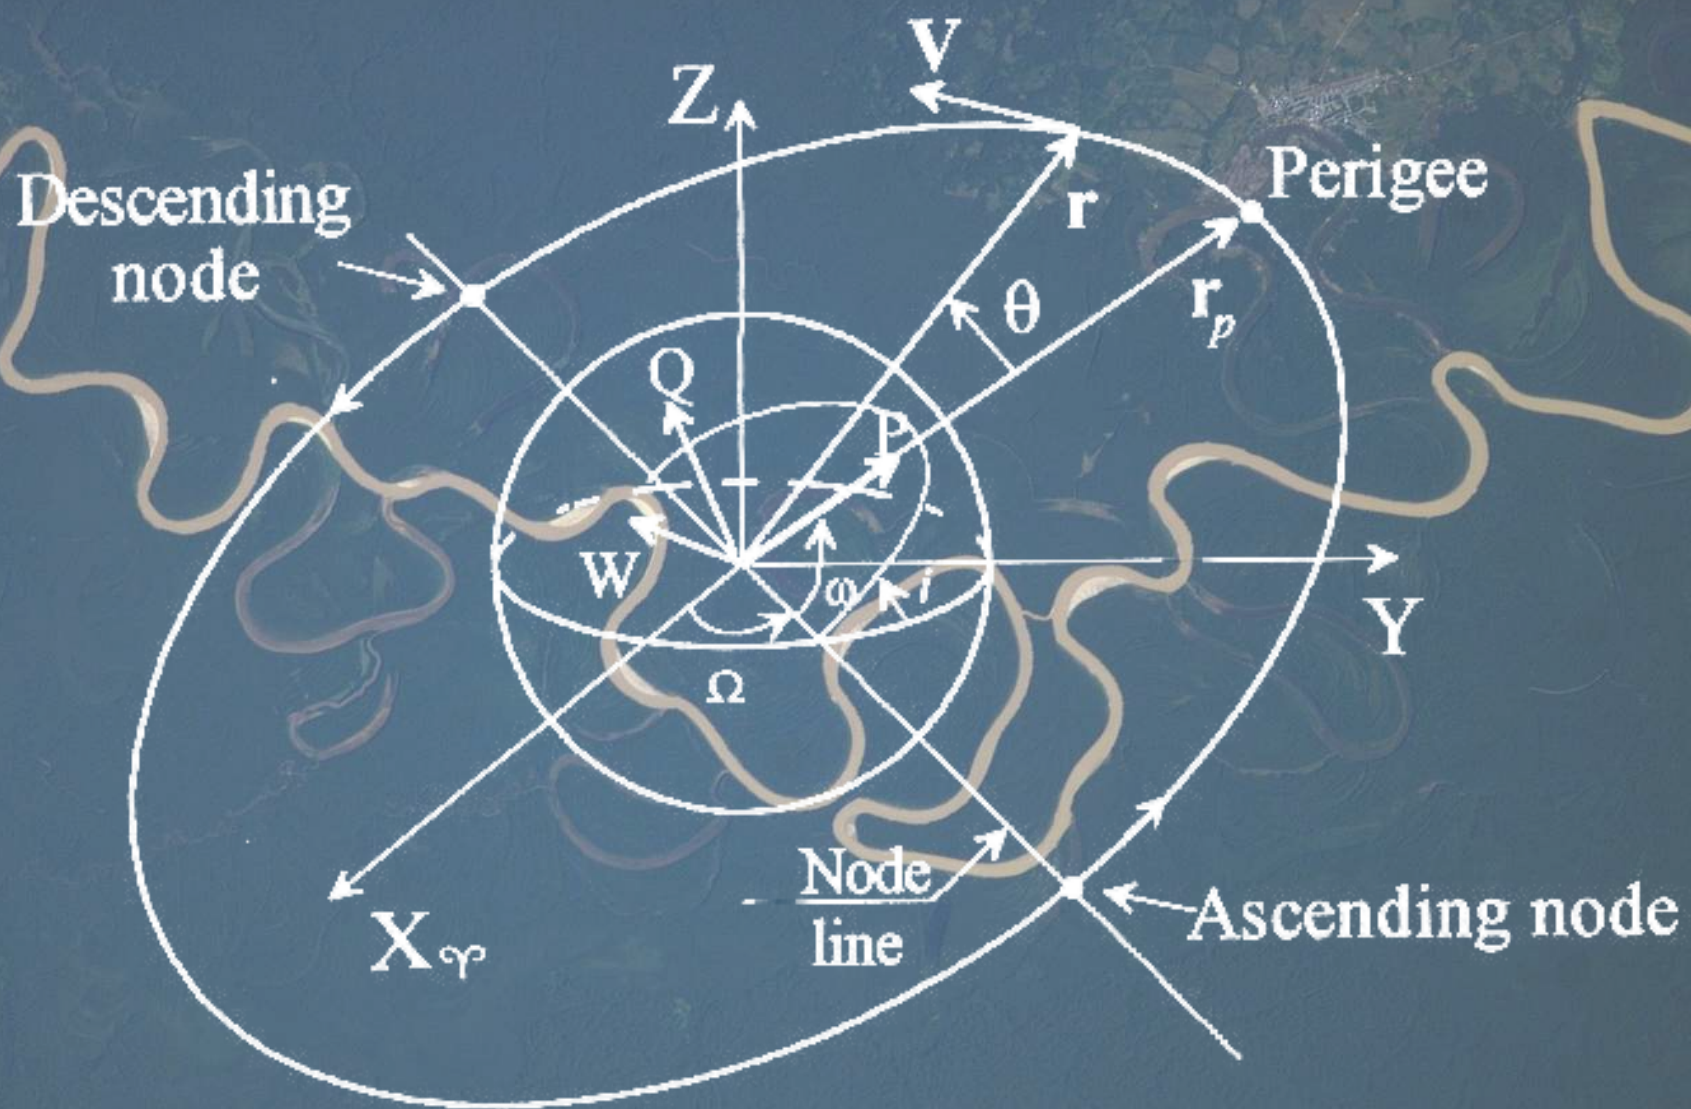 V
Z
Perigee
Descending
node
r
r_p
θ
Q
P
W
ω
i
Y
Ω
Node
line
X♈
Ascending node